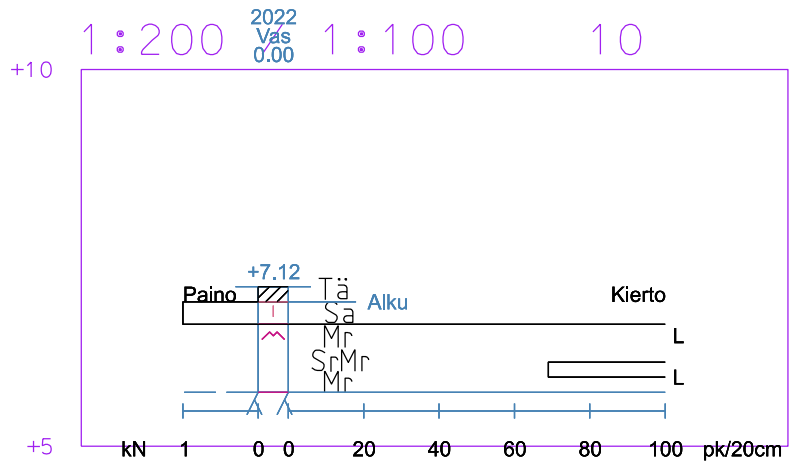 2022
1:200 / 1:100 10
Vas
0.00
+10
+7.12
Tä
Paino Kierto
Alku
Sa
Mr L
SrMr
Mr L
+5 kN 1 0 0 20 40 60 80 100 pk/20cm